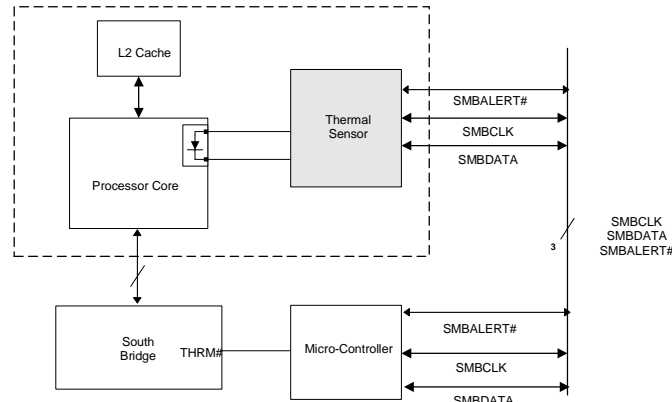 L2 Cache
Thermal
Sensor
SMBALERT#
SMBCLK
SMBDATA
Processor Core
SMBCLK
SMBDATA
SMBALERT#
3
South
Bridge
THRM#
Micro-Controller
SMBALERT#
SMBCLK
SMBDATA